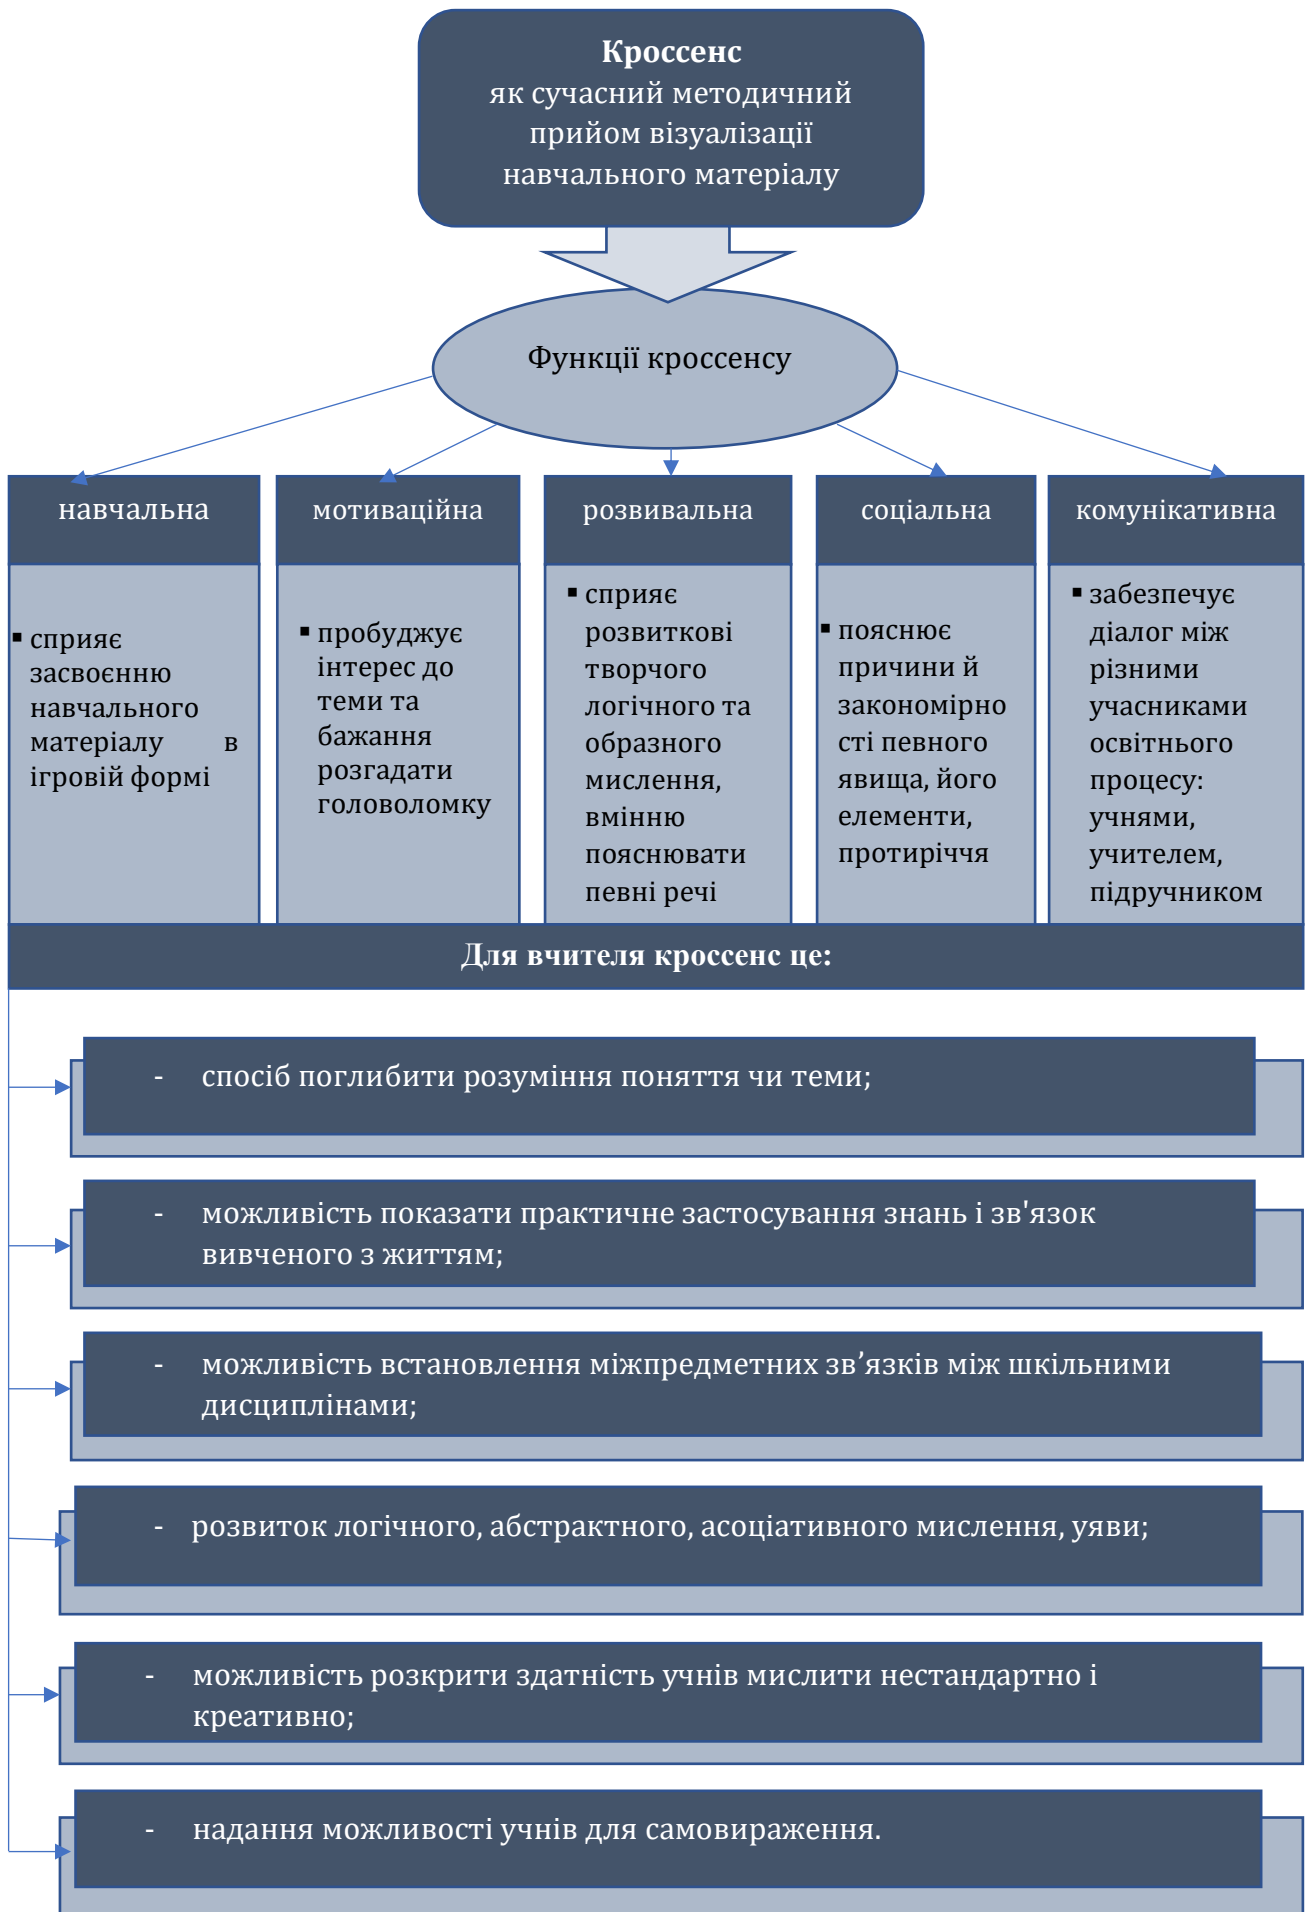 Кроссенс
як сучасний методичний
прийом візуалізації
навчального матеріалу
Функції кроссенсу
навчальна
▪ сприяє
засвоєнню
навчального
матеріалу в
ігровій формі
мотиваційна
▪ пробуджує
інтерес до
теми та
бажання
розгадати
головоломку
розвивальна
▪ сприяє
розвиткові
творчого
логічного та
образного
мислення,
вмінню
пояснювати
певні речі
соціальна
▪ пояснює
причини й
закономірно
сті певного
явища, його
елементи,
протиріччя
комунікативна
▪ забезпечує
діалог між
різними
учасниками
освітнього
процесу:
учнями,
учителем,
підручником
Для вчителя кроссенс це:
- спосіб поглибити розуміння поняття чи теми;
- можливість показати практичне застосування знань і зв'язок
вивченого з життям;
- можливість встановлення міжпредметних зв’язків між шкільними
дисциплінами;
- розвиток логічного, абстрактного, асоціативного мислення, уяви;
- можливість розкрити здатність учнів мислити нестандартно і
креативно;
- надання можливості учнів для самовираження.